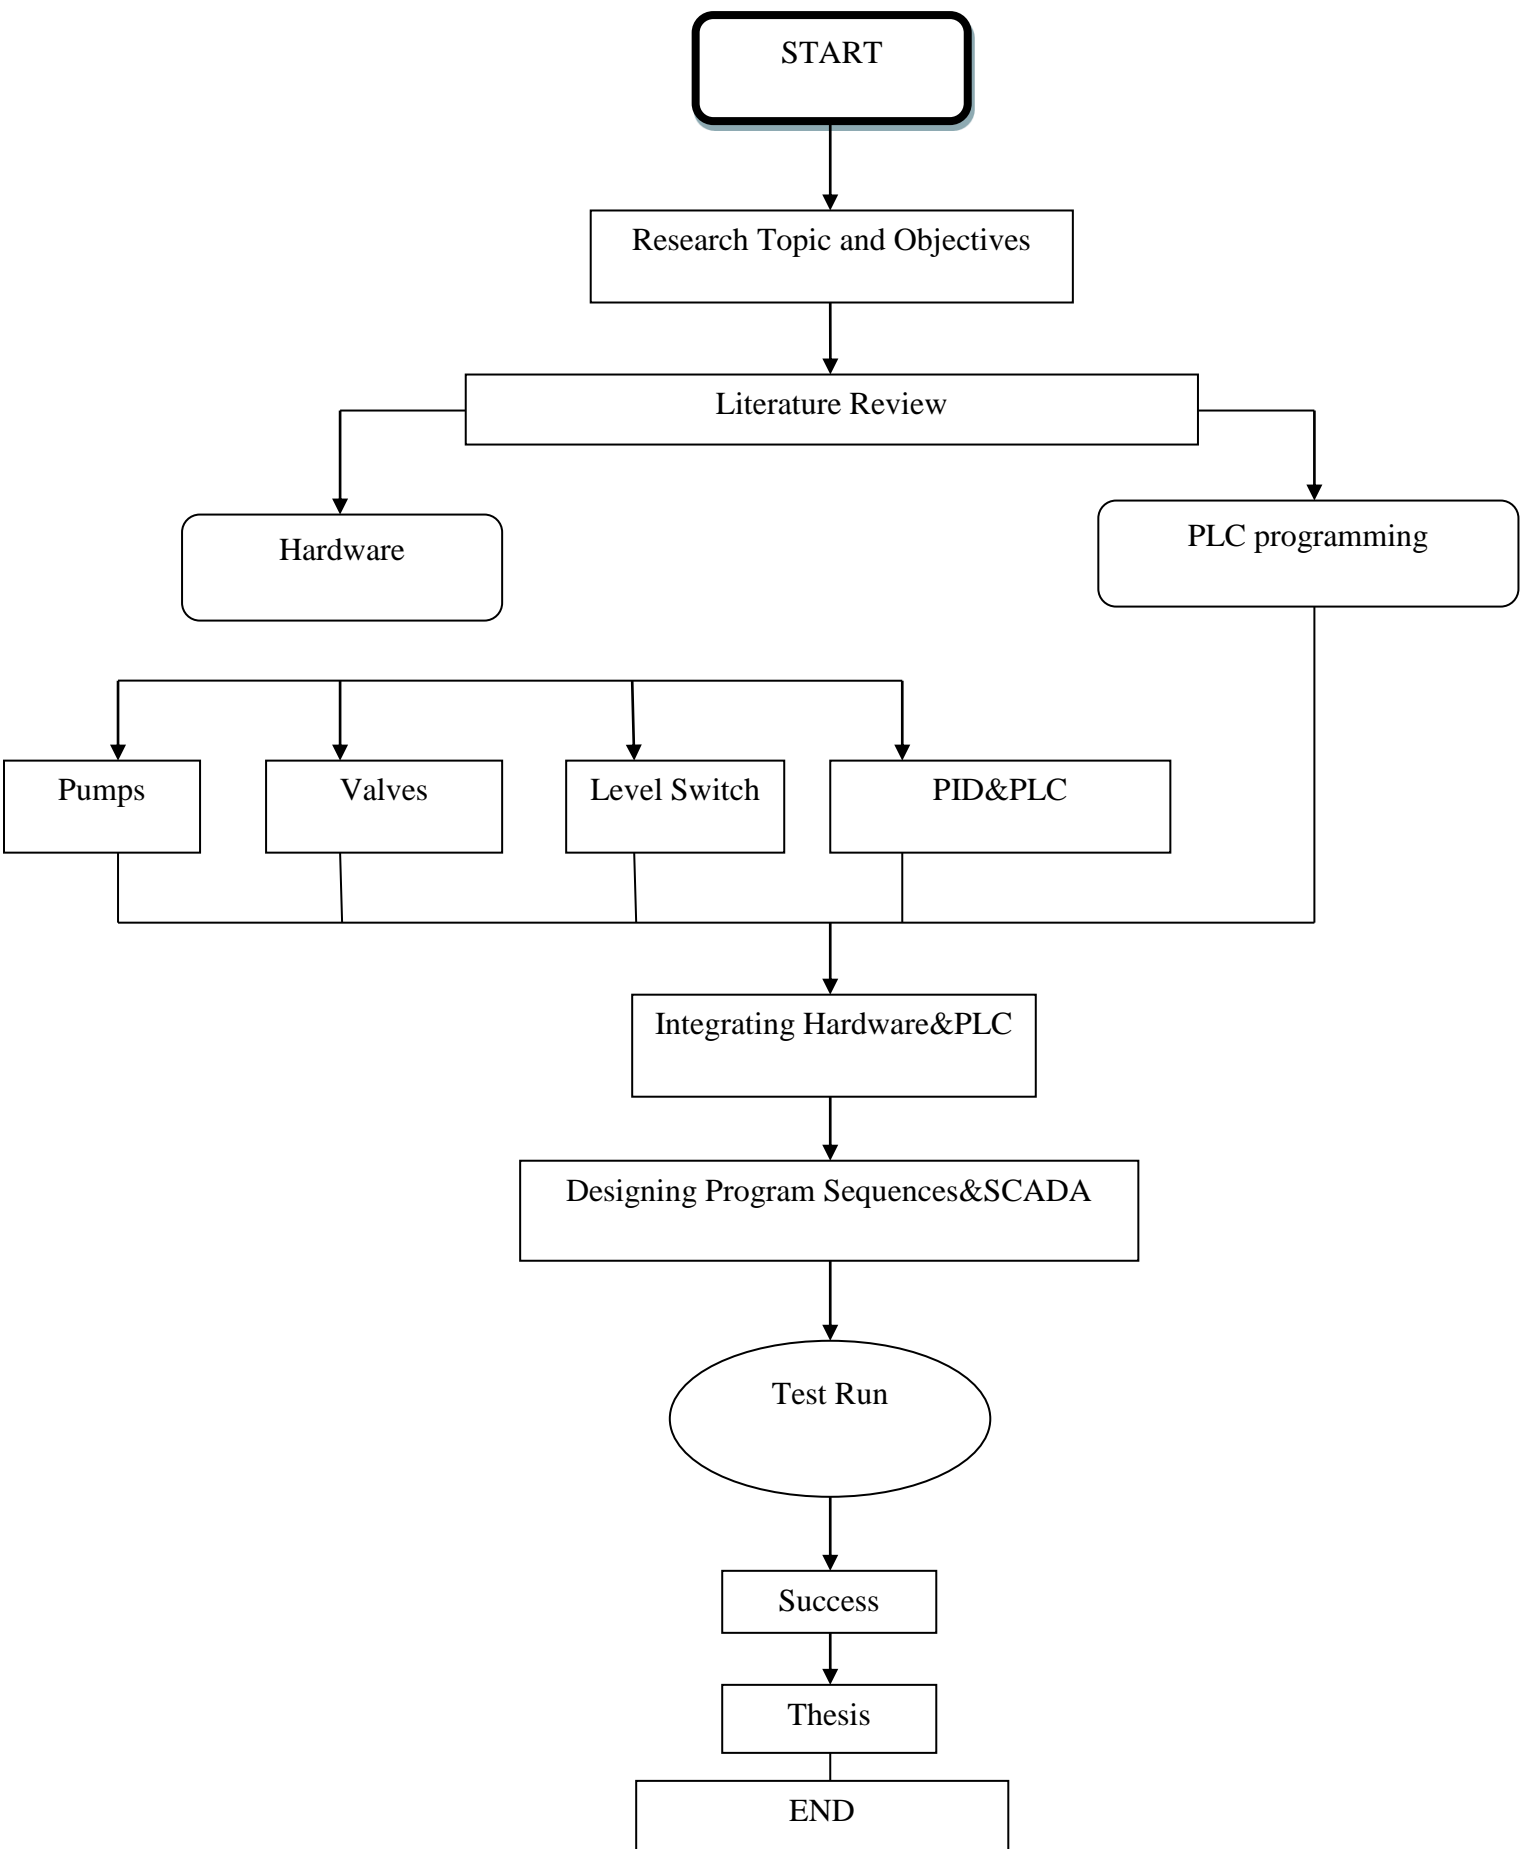 START
Research Topic and Objectives
Literature Review
Hardware
PLC programming
Pumps
Valves
Level Switch
PID&PLC
Integrating Hardware&PLC
Designing Program Sequences&SCADA
Test Run
Success
Thesis
END